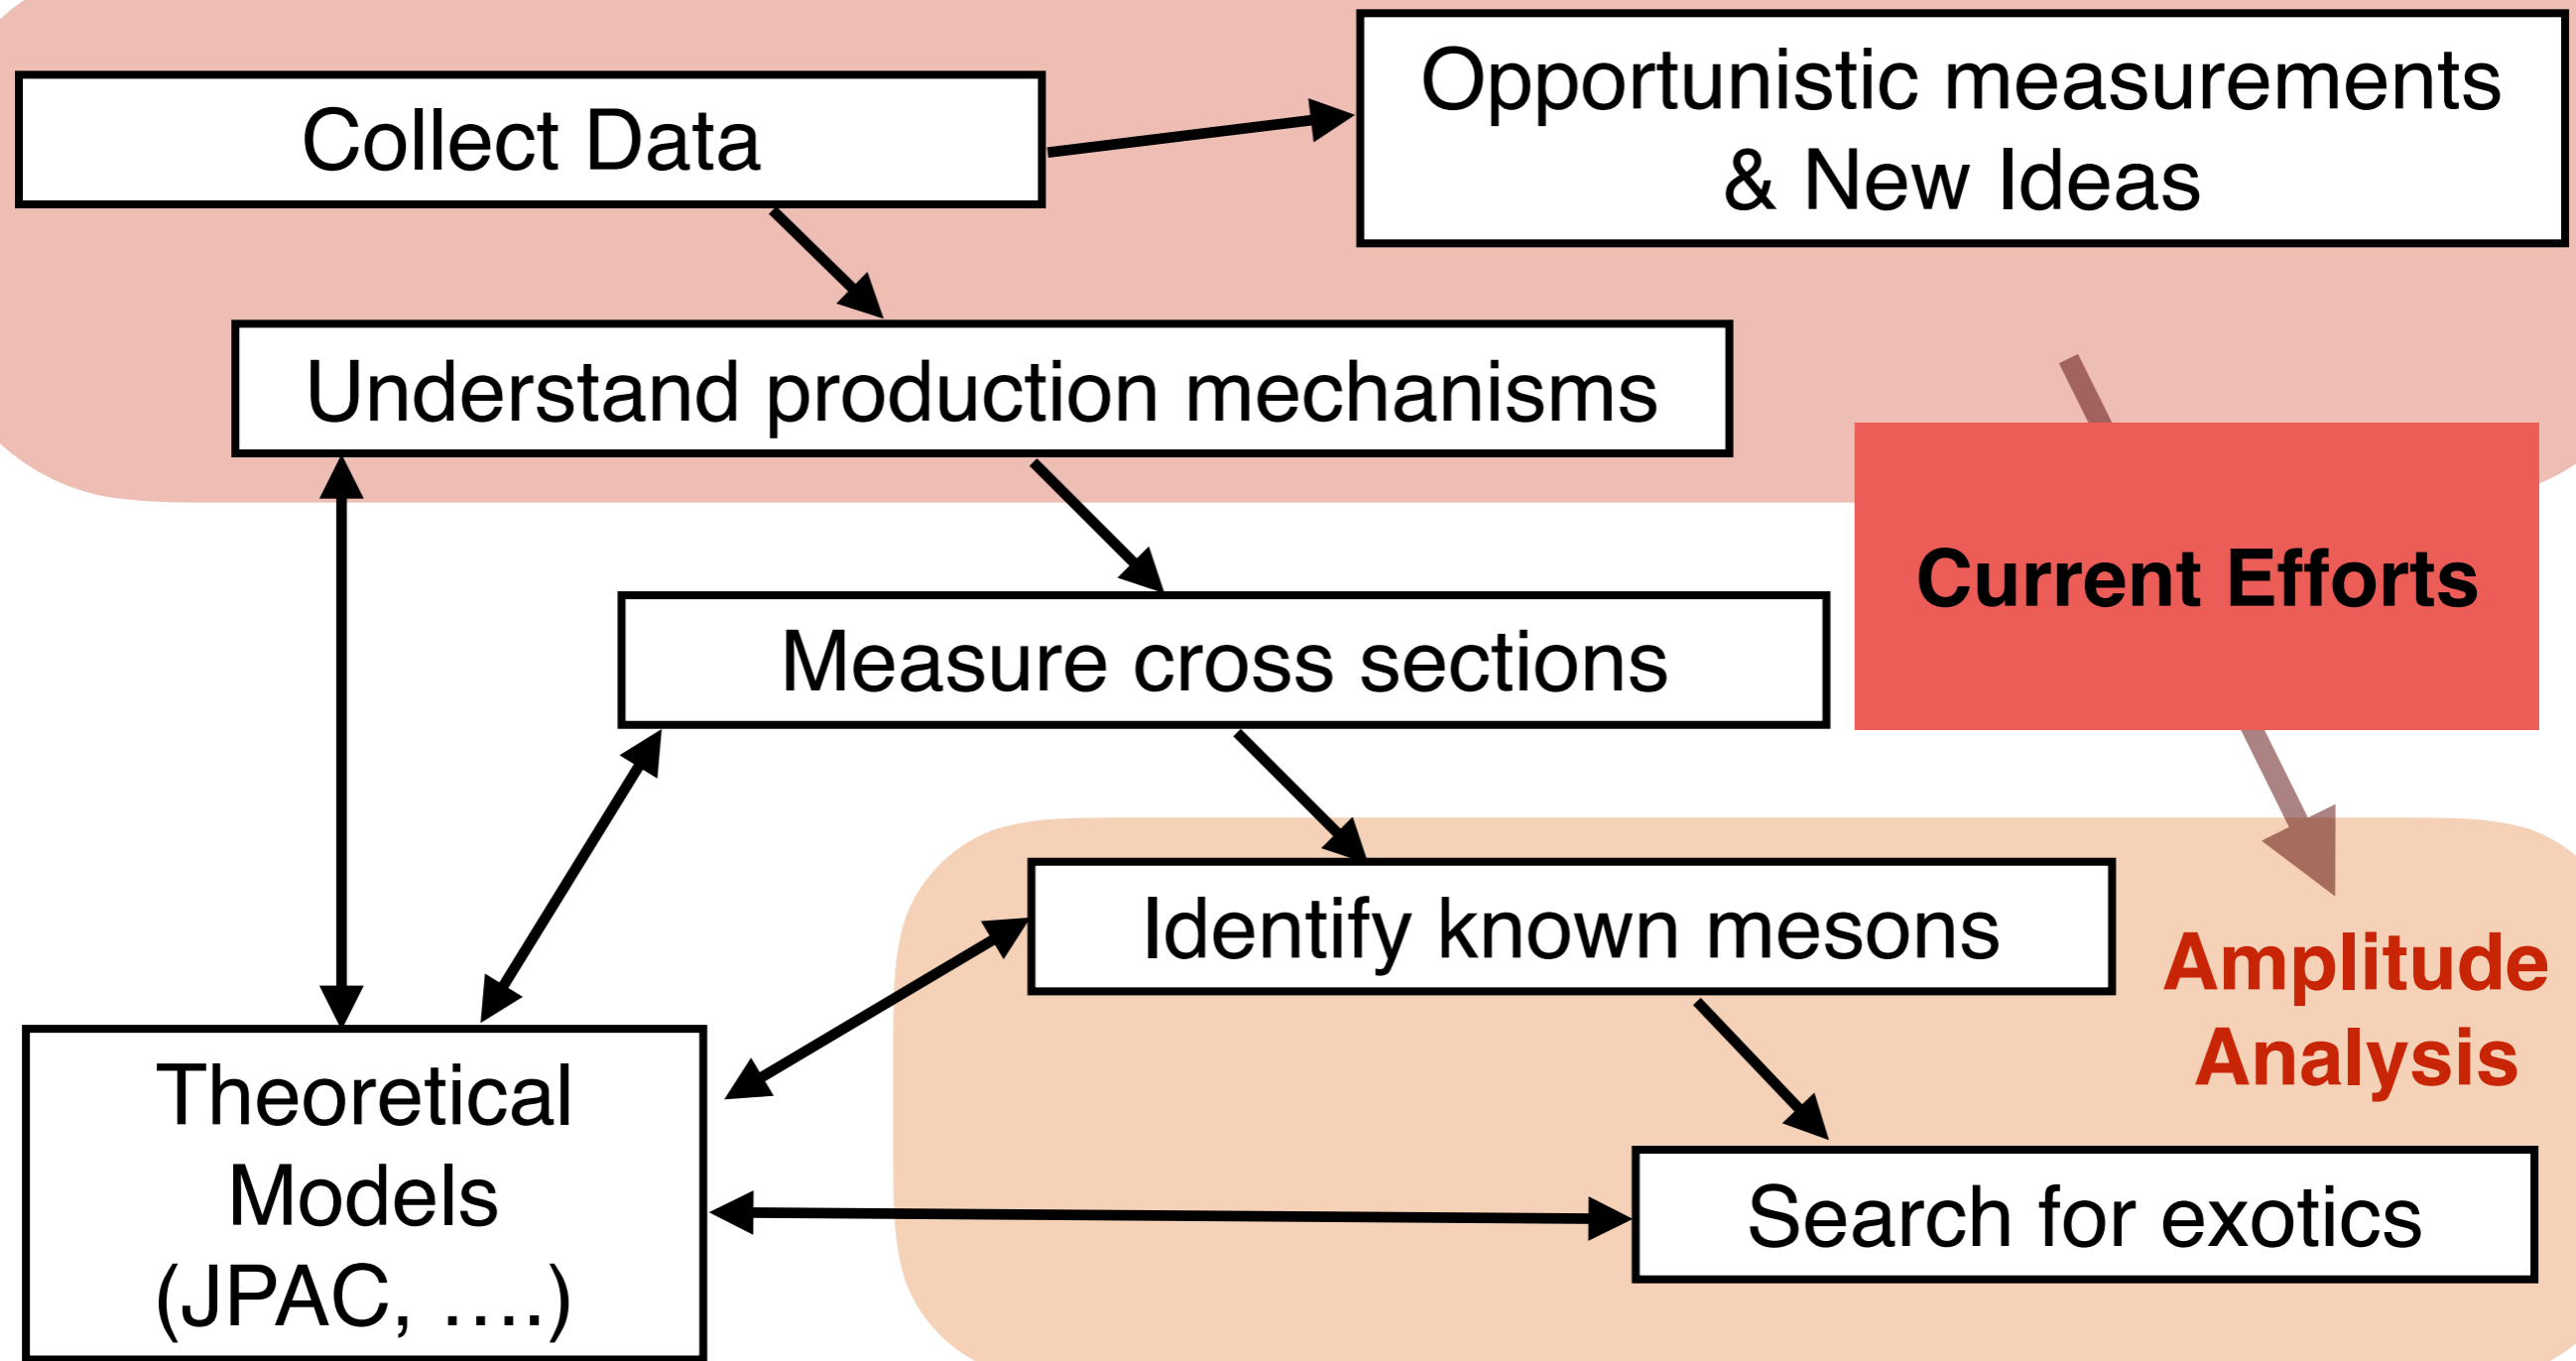 Collect Data
Opportunistic measurements
& New Ideas
Understand production mechanisms
Current Efforts
Measure cross sections
Identify known mesons
Amplitude
Analysis
Theoretical
Models
(JPAC, ….)
Search for exotics